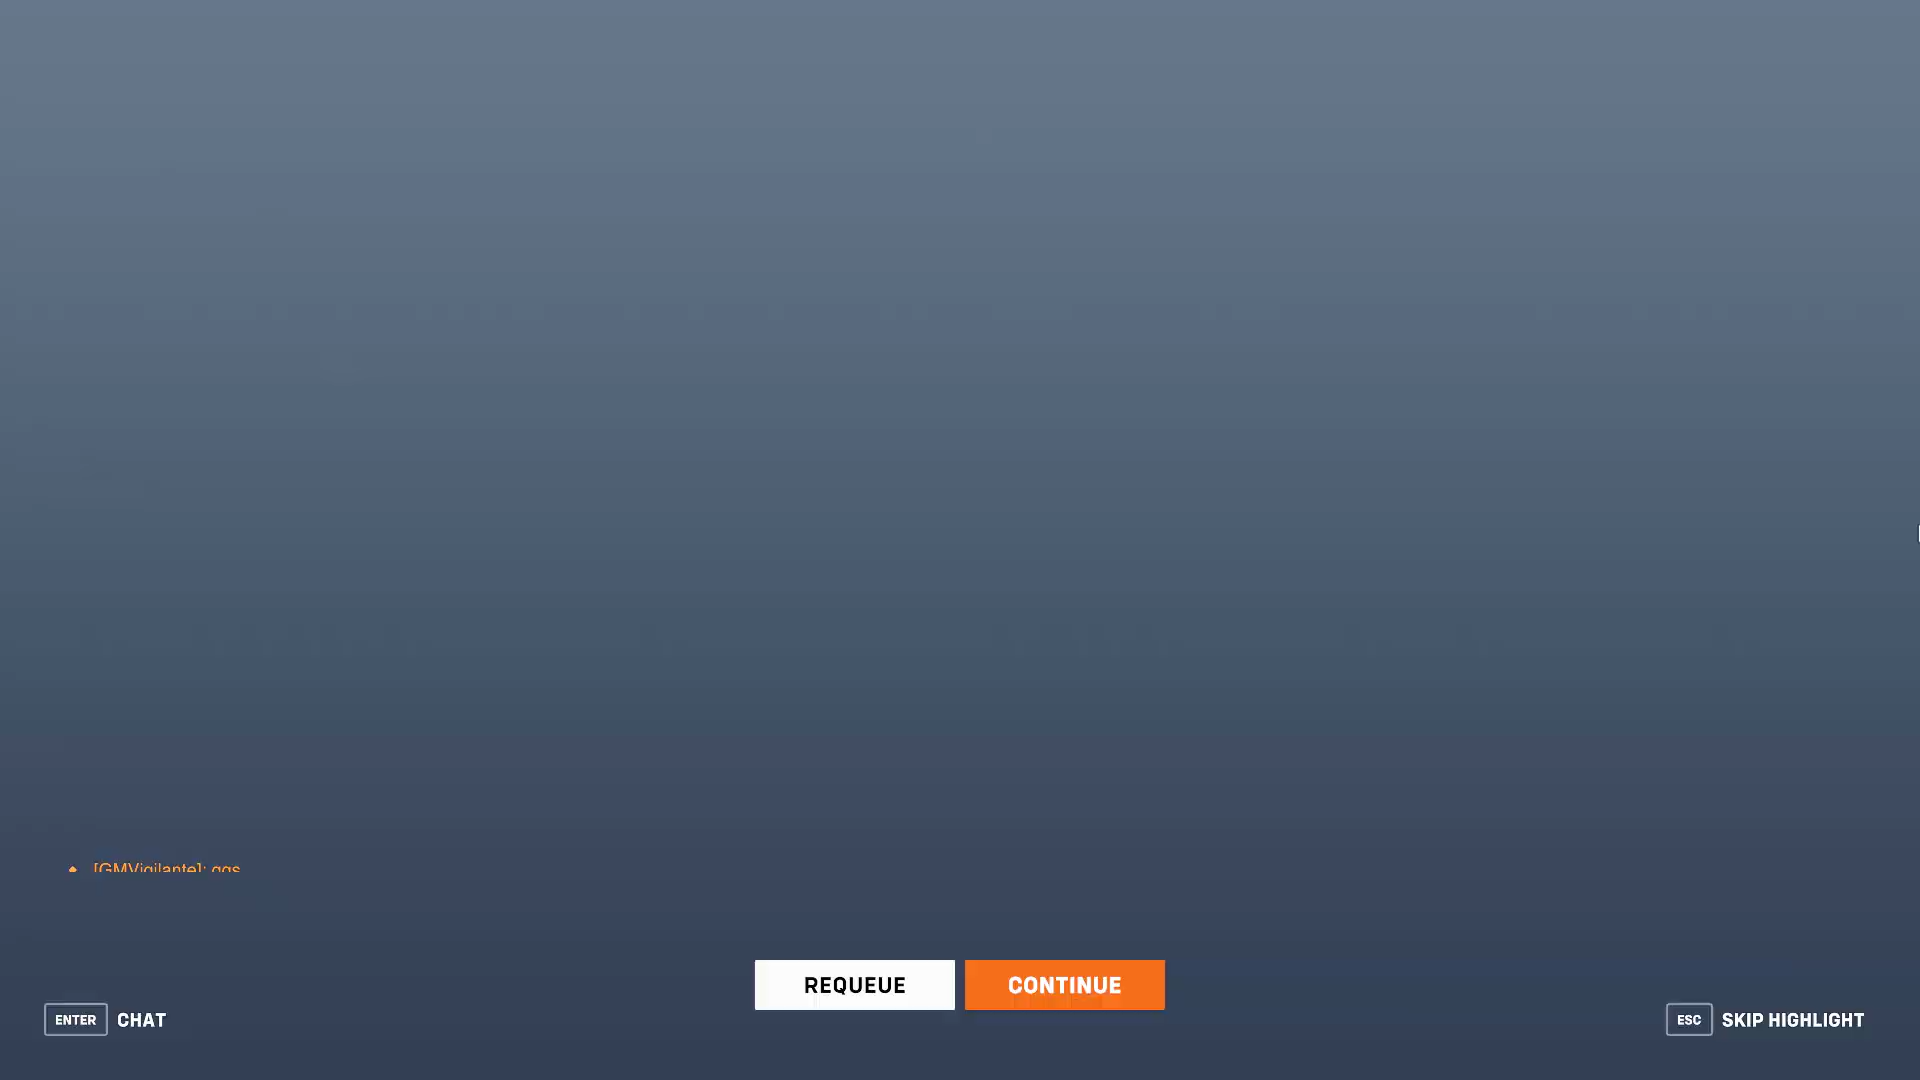 [GMVigilante]: ggs
REQUEUE
CONTINUE
ENTER CHAT
ESC SKIP HIGHLIGHT